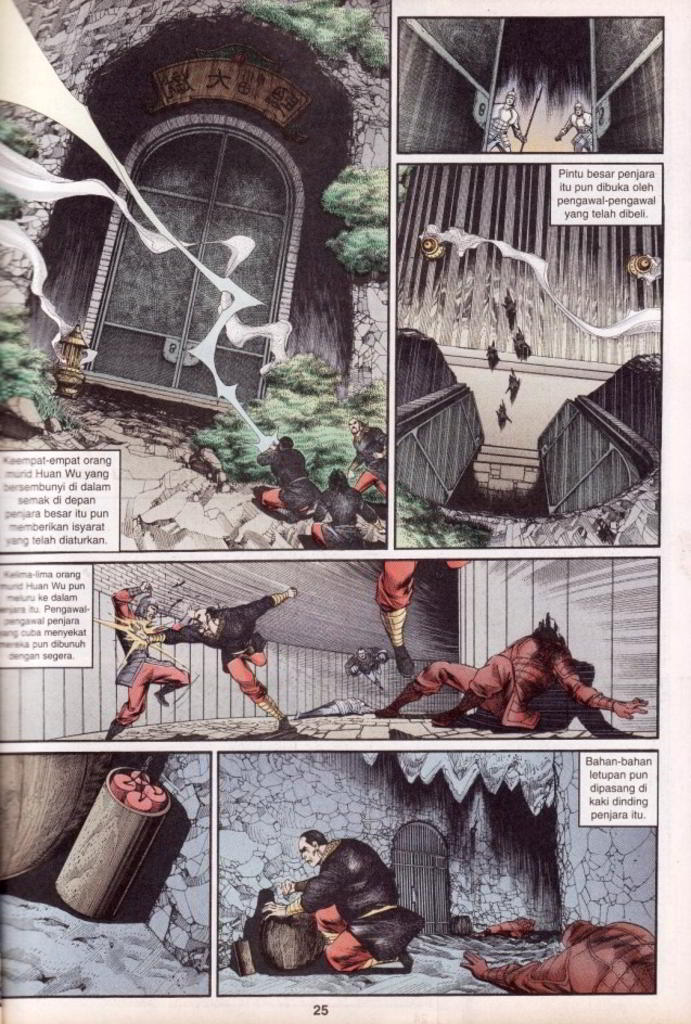 Pintu besar penjara
itu pun dibuka oleh
pengawal-pengawal
yang telah dibeli.
Keempat-empat orang
murid Huan Wu yang
bersembunyi di dalam
semak di depan
penjara besar itu pun
memberikan isyarat
yang telah diaturkan.
Kelima-lima orang
murid Huan Wu pun
meluru ke dalam
penjara itu. Pengawal-
pengawal penjara
yang cuba menyekat
mereka pun dibunuh
dengan segera.
Bahan-bahan
letupan pun
dipasang di
kaki dinding
penjara itu.
25